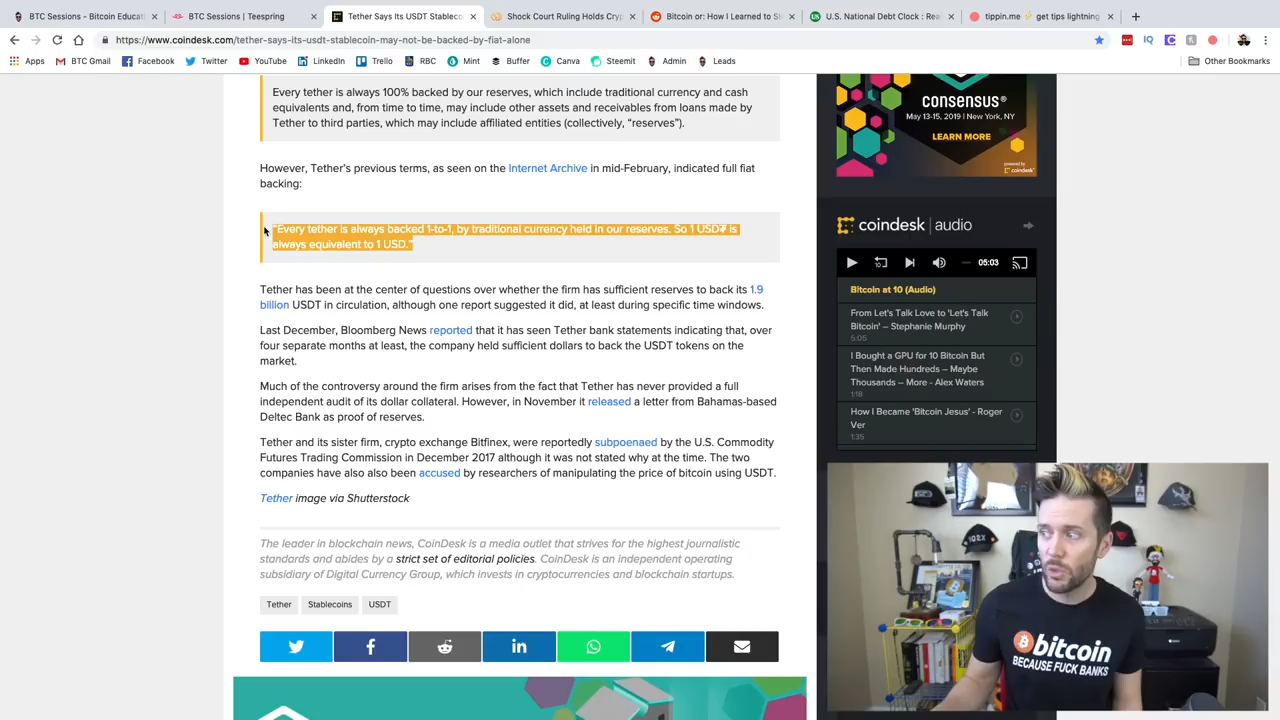 BTC Sessions - Bitcoin Educati
BTC Sessions | Teespring
Tether Says Its USDT Stableco
Shock Court Ruling Holds Cry
Bitcoin or: How I Learned to S
U.S. National Debt Clock : Rea
tippin.me ⚡ get tips lightning
https://www.coindesk.com/tether-says-its-usdt-stablecoin-may-not-be-backed-by-fiat-alone
Apps
BTC Gmail
Facebook
Twitter
YouTube
LinkedIn
Trello
RBC
Mint
Buffer
Canva
Steemit
Admin
Leads
Other Bookmarks
Every tether is always 100% backed by our reserves, which include traditional currency and cash
equivalents and, from time to time, may include other assets and receivables from loans made by
Tether to third parties, which may include affiliated entities (collectively, “reserves”).
However, Tether's previous terms, as seen on the Internet Archive in mid-February, indicated full fiat
backing:
"Every tether is always backed 1-to-1, by traditional currency held in our reserves. So 1 USD₮ is
always equivalent to 1 USD."
Tether has been at the center of questions over whether the firm has sufficient reserves to back its 1.9
billion USDT in circulation, although one report suggested it did, at least during specific time windows.
Last December, Bloomberg News reported that it has seen Tether bank statements indicating that, over
four separate months at least, the company held sufficient dollars to back the USDT tokens on the
market.
Much of the controversy around the firm arises from the fact that Tether has never provided a full
independent audit of its dollar collateral. However, in November it released a letter from Bahamas-based
Deltec Bank as proof of reserves.
Tether and its sister firm, crypto exchange Bitfinex, were reportedly subpoenaed by the U.S. Commodity
Futures Trading Commission in December 2017 although it was not stated why at the time. The two
companies have also also been accused by researchers of manipulating the price of bitcoin using USDT.
Tether image via Shutterstock
The leader in blockchain news, CoinDesk is a media outlet that strives for the highest journalistic
standards and abides by a strict set of editorial policies. CoinDesk is an independent operating
subsidiary of Digital Currency Group, which invests in cryptocurrencies and blockchain startups.
Tether
Stablecoins
USDT
CONSENSUS®
May 13-15, 2019 | New York, NY
LEARN MORE
powered by
coindesk
coindesk | audio
10
05:03
Bitcoin at 10 (Audio)
From Let's Talk Love to 'Let's Talk
Bitcoin' – Stephanie Murphy
5:05
I Bought a GPU for 10 Bitcoin But
Then Made Hundreds – Maybe
Thousands – More - Alex Waters
1:18
How I Became 'Bitcoin Jesus' - Roger
Ver
1:35
bitcoin
BECAUSE FUCK BANKS